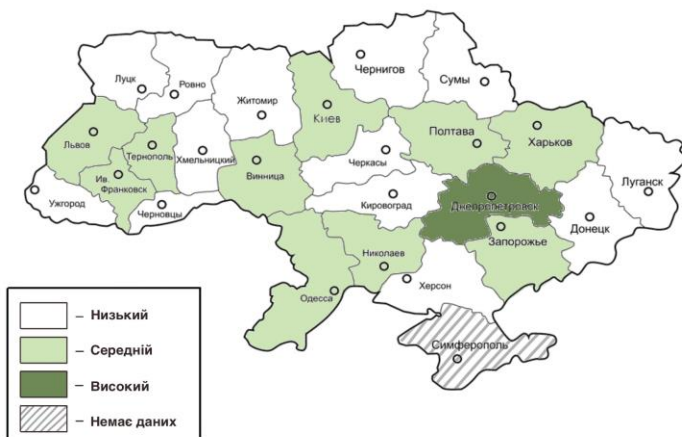 Чернигов
Сумы
Луцк
Ровно
Житомир
Киев
Львов
Тернополь
Хмельницкий
Винница
Полтава
Харьков
Черкасы
Ив.
Франковск
Ужгород
Черновцы
Кировоград
Днепропетровск
Луганск
Донецк
Запорожье
Николаев
Одесса
Херсон
Симферополь
– Низький
– Середній
– Високий
– Немає даних